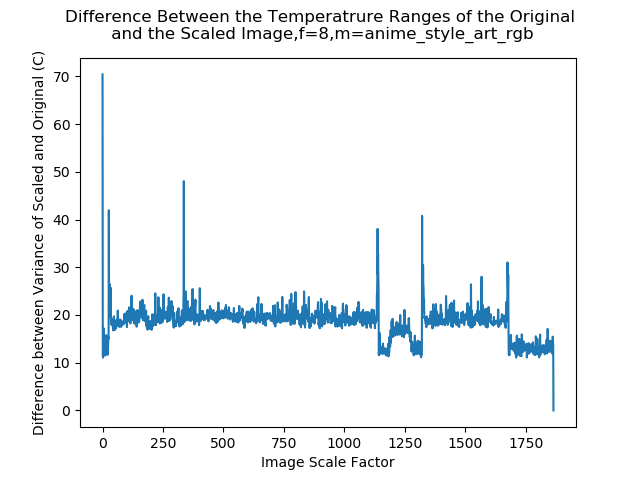 Difference Between the Temperatrure Ranges of the Original
and the Scaled Image,f=8,m=anime_style_art_rgb
Difference between Variance of Scaled and Original (C)
70
60
50
40
30
20
10
0
0 250 500 750 1000 1250 1500 1750
Image Scale Factor